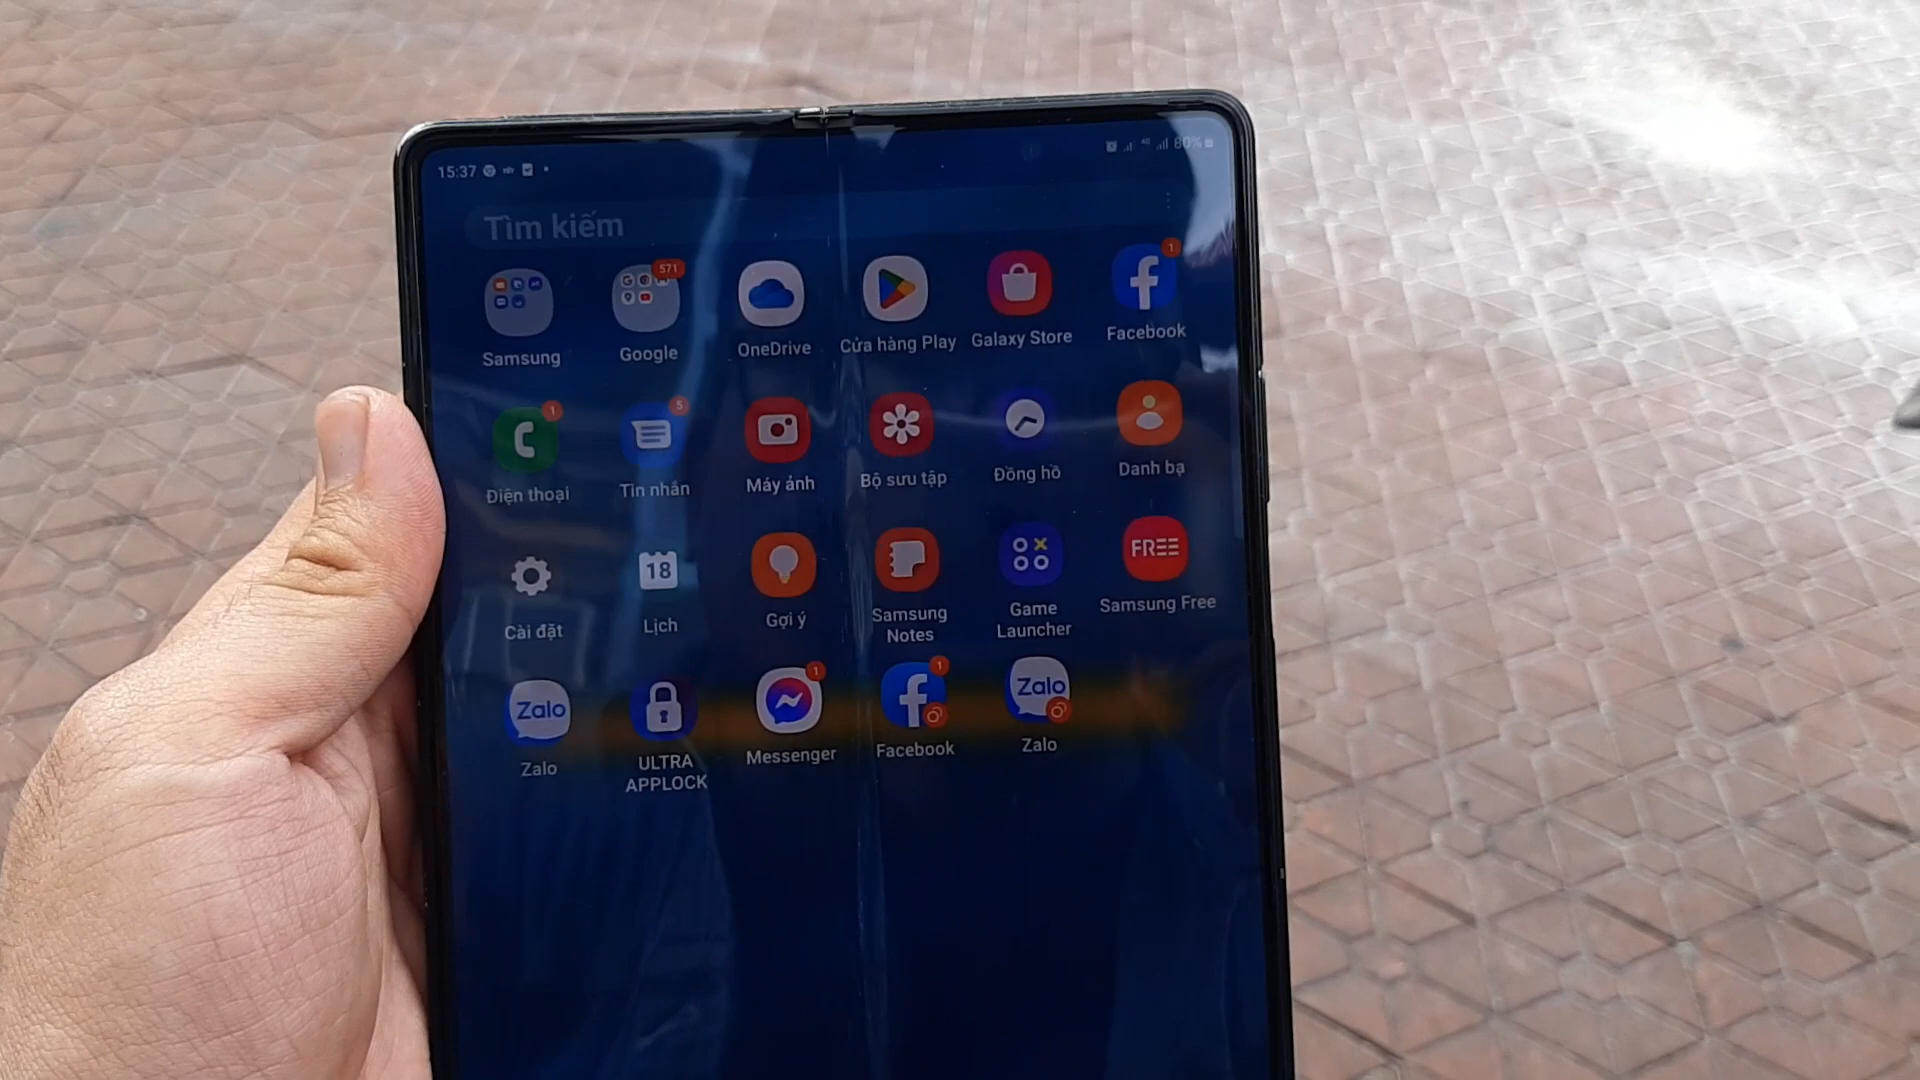 15:37
80%
Tìm kiếm
571
1
Samsung
Google
OneDrive
Cửa hàng Play
Galaxy Store
Facebook
1
5
Điện thoại
Tin nhắn
Máy ảnh
Bộ sưu tập
Đồng hồ
Danh bạ
18
FREE
Cài đặt
Lịch
Gợi ý
Samsung
Notes
Game
Launcher
Samsung Free
Zalo
1
1
Zalo
Zalo
ULTRA
APPLOCK
Messenger
Facebook
Zalo